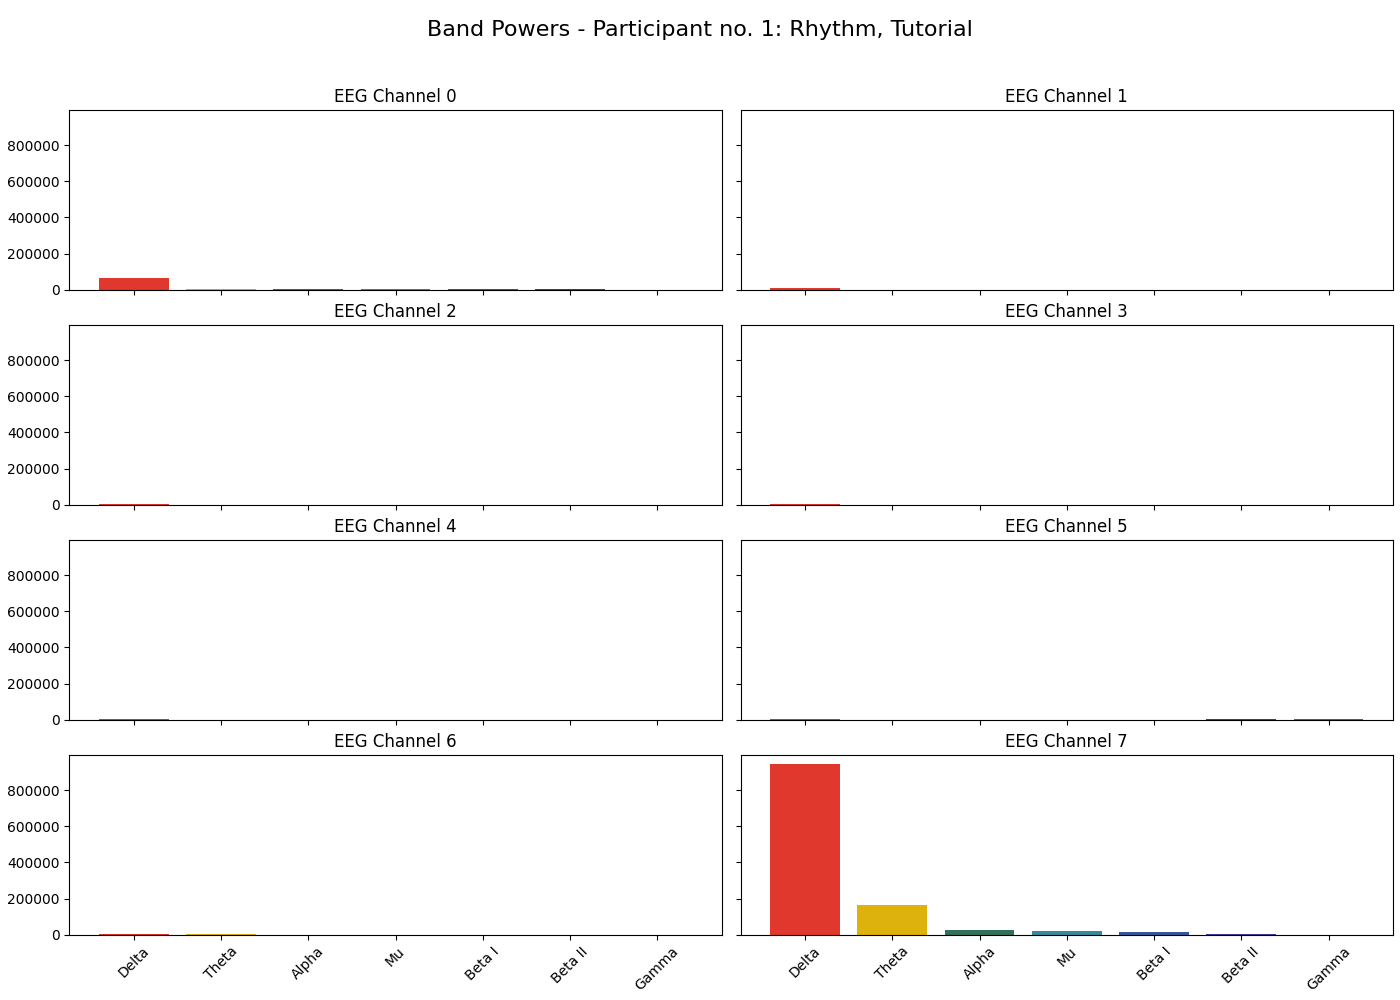 Band Powers - Participant no. 1: Rhythm, Tutorial
EEG Channel 0
EEG Channel 1
800000
600000
400000
200000
0
EEG Channel 2
EEG Channel 3
800000
600000
400000
200000
0
EEG Channel 4
EEG Channel 5
800000
600000
400000
200000
0
EEG Channel 6
EEG Channel 7
800000
600000
400000
200000
0
Delta Theta Alpha Mu Beta I Beta II Gamma
Delta Theta Alpha Mu Beta I Beta II Gamma